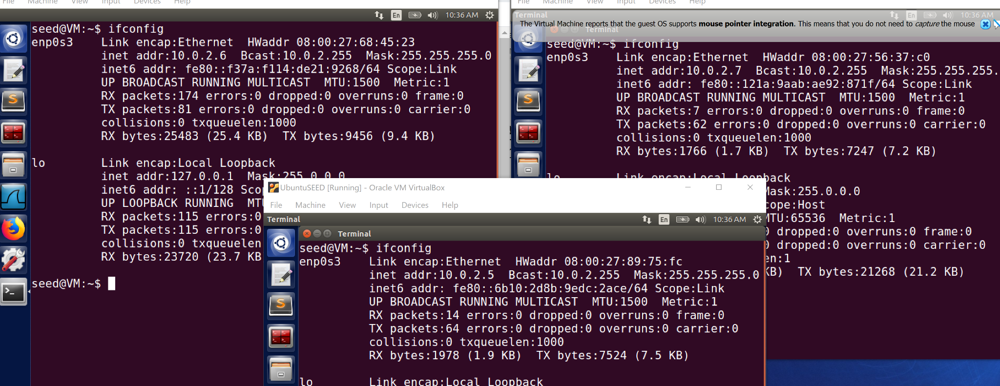 File Machine View Input Devices Help
En 10:36 AM
seed@VM:~$ ifconfig
enp0s3 Link encap:Ethernet HWaddr 08:00:27:68:45:23
inet addr:10.0.2.6 Bcast:10.0.2.255 Mask:255.255.255.0
inet6 addr: fe80::f37a:f114:de21:9268/64 Scope:Link
UP BROADCAST RUNNING MULTICAST MTU:1500 Metric:1
RX packets:174 errors:0 dropped:0 overruns:0 frame:0
TX packets:81 errors:0 dropped:0 overruns:0 carrier:0
collisions:0 txqueuelen:1000
RX bytes:25483 (25.4 KB) TX bytes:9456 (9.4 KB)
lo Link encap:Local Loopback
inet addr:127.0.0.1 Mask:255.0.0.0
inet6 addr: ::1/128 Sco
UP LOOPBACK RUNNING MTU
RX packets:115 errors:0
TX packets:115 errors:0
collisions:0 txqueuelen
RX bytes:23720 (23.7 KB
seed@VM:~$
File Machine View Input Devices Help
Terminal En 10:36 AM
The Virtual Machine reports that the guest OS supports mouse pointer integration. This means that you do not need to capture the mouse
Terminal
seed@VM:~$ ifconfig
enp0s3 Link encap:Ethernet HWaddr 08:00:27:56:37:c0
inet addr:10.0.2.7 Bcast:10.0.2.255 Mask:255.255.255.
inet6 addr: fe80::121a:9aab:ae92:871f/64 Scope:Link
UP BROADCAST RUNNING MULTICAST MTU:1500 Metric:1
RX packets:7 errors:0 dropped:0 overruns:0 frame:0
TX packets:62 errors:0 dropped:0 overruns:0 carrier:0
collisions:0 txqueuelen:1000
RX bytes:1766 (1.7 KB) TX bytes:7247 (7.2 KB)
lo Link encap:Local Loopback
Mask:255.0.0.0
cope:Host
MTU:65536 Metric:1
0 dropped:0 overruns:0 frame:0
0 dropped:0 overruns:0 carrier:0
en:1
KB) TX bytes:21268 (21.2 KB)
UbuntuSEED [Running] - Oracle VM VirtualBox
File Machine View Input Devices Help
Terminal En 10:36 AM
Terminal
seed@VM:~$ ifconfig
enp0s3 Link encap:Ethernet HWaddr 08:00:27:89:75:fc
inet addr:10.0.2.5 Bcast:10.0.2.255 Mask:255.255.255.0
inet6 addr: fe80::6b10:2d8b:9edc:2ace/64 Scope:Link
UP BROADCAST RUNNING MULTICAST MTU:1500 Metric:1
RX packets:14 errors:0 dropped:0 overruns:0 frame:0
TX packets:64 errors:0 dropped:0 overruns:0 carrier:0
collisions:0 txqueuelen:1000
RX bytes:1978 (1.9 KB) TX bytes:7524 (7.5 KB)
lo Link encap:Local Loopback